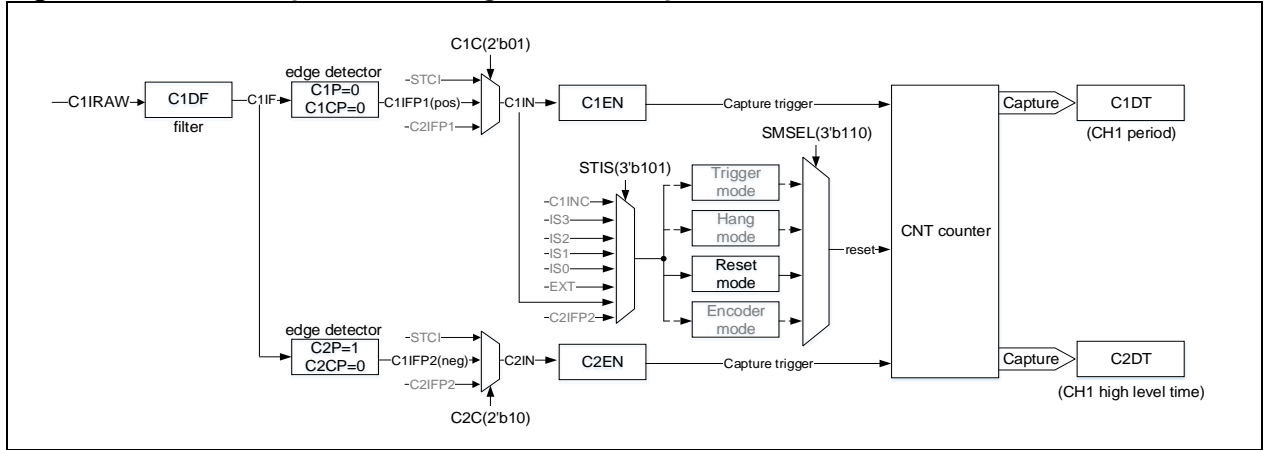 C1C(2'b01)
edge detector
C1P=0
C1CP=0
STCI
C1IRAW
C1DF
filter
C1IF
C1IFP1(pos)
C1IN
C1EN
Capture trigger
Capture
C1DT
(CH1 period)
C2IFP1
SMSEL(3'b110)
STIS(3'b101)
C1INC
IS3
IS2
IS1
IS0
EXT
C2IFP2
Trigger
mode
Hang
mode
Reset
mode
Encoder
mode
reset
CNT counter
edge detector
C2P=1
C2CP=0
STCI
C1IFP2(neg)
C2IFP2
C2IN
C2EN
Capture trigger
Capture
C2DT
(CH1 high level time)
C2C(2'b10)